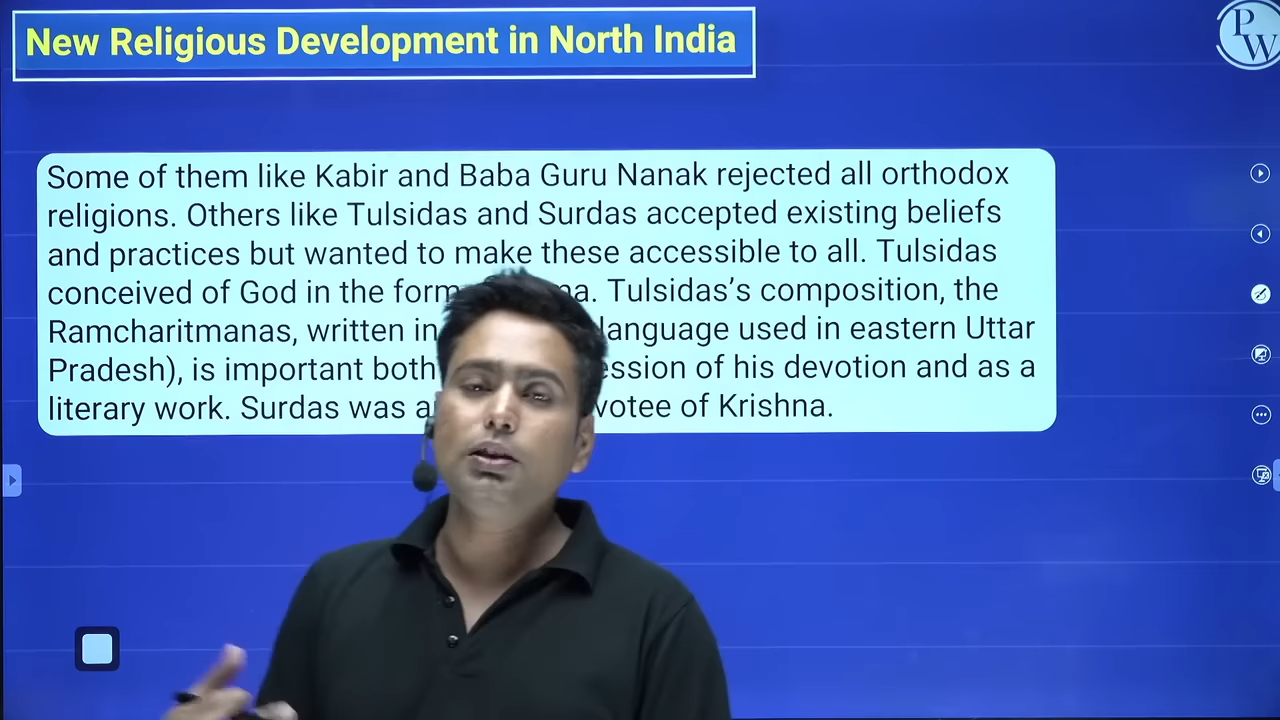 New Religious Development in North India
PW
Some of them like Kabir and Baba Guru Nanak rejected all orthodox
religions. Others like Tulsidas and Surdas accepted existing beliefs
and practices but wanted to make these accessible to all. Tulsidas
conceived of God in the form Tulsidas's composition, the
Ramcharitmanas, written in language used in eastern Uttar
Pradesh), is important both of his devotion and as a
literary work. Surdas was of Krishna.